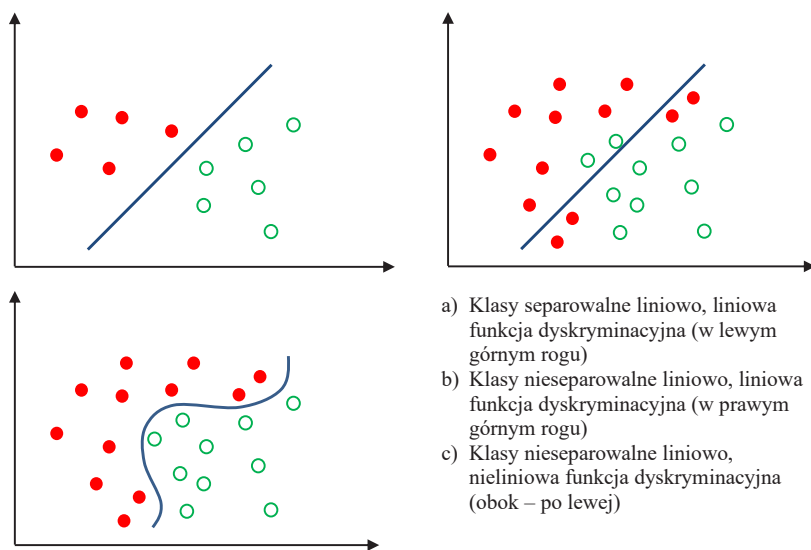 a) Klasy separowalne liniowo, liniowa
funkcja dyskryminacyjna (w lewym
górnym rogu)
b) Klasy nieseparowalne liniowo, liniowa
funkcja dyskryminacyjna (w prawym
górnym rogu)
c) Klasy nieseparowalne liniowo,
nieliniowa funkcja dyskryminacyjna
(obok – po lewej)